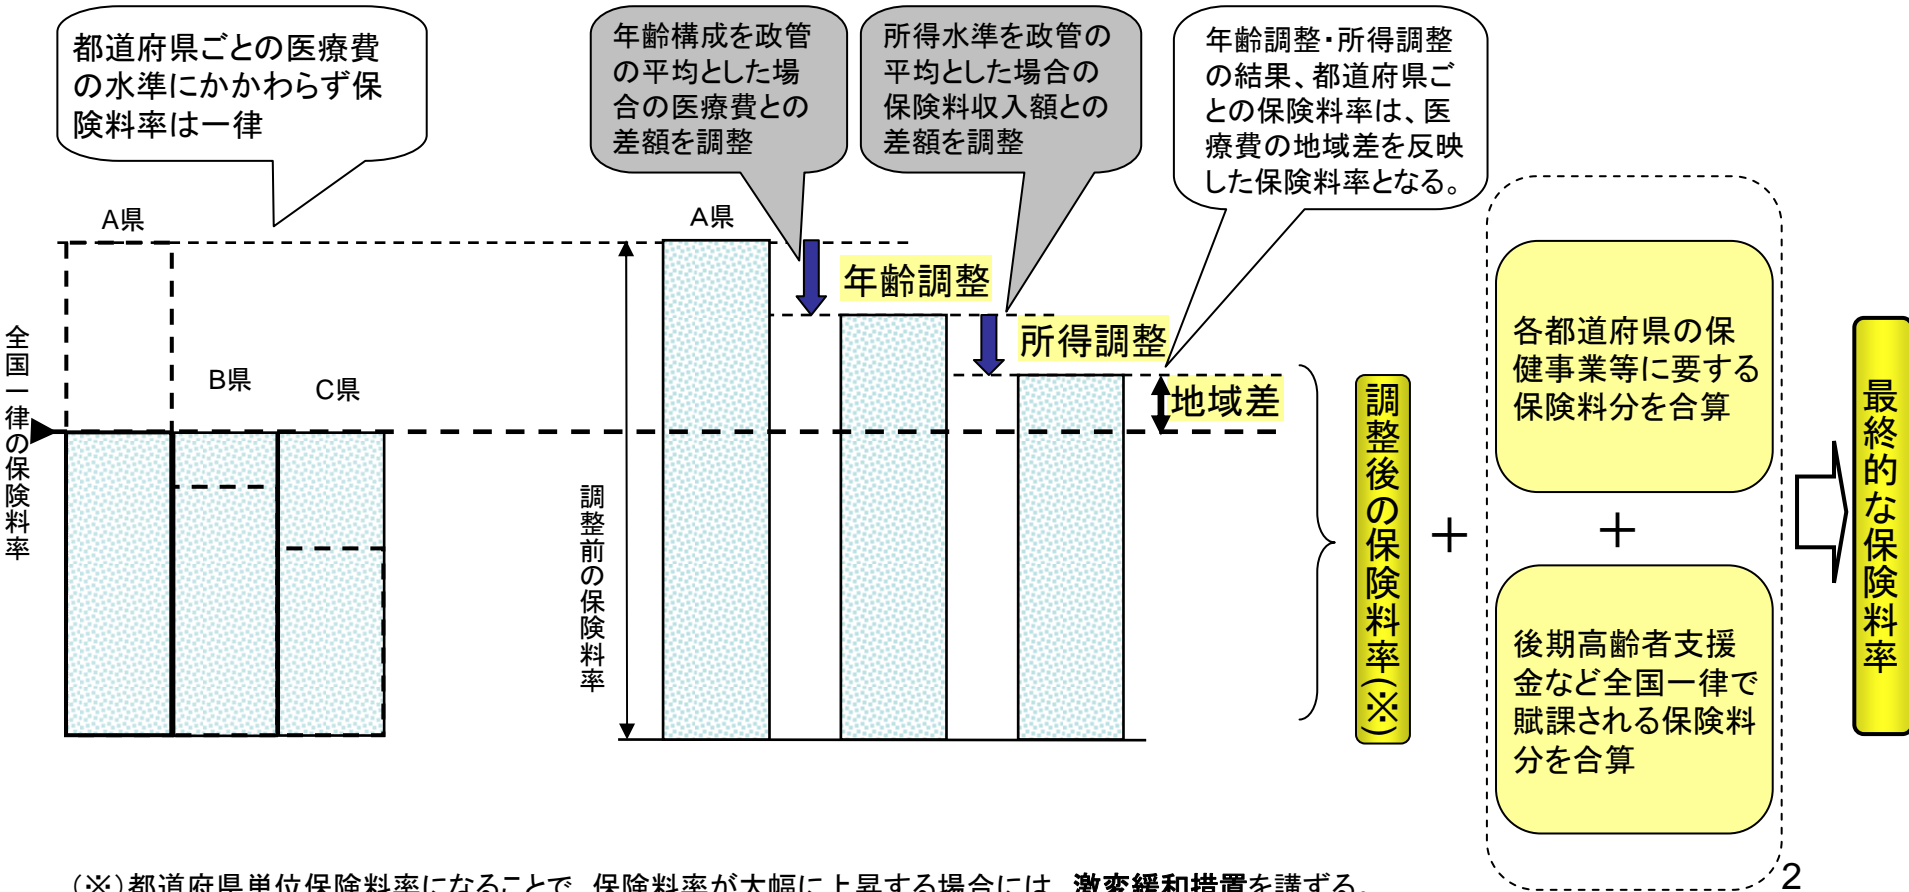 都道府県ごとの医療費
の水準にかかわらず保
険料率は一律
年齢構成を政管
の平均とした場
合の医療費との
差額を調整
所得水準を政管の
平均とした場合の
保険料収入額との
差額を調整
年齢調整・所得調整
の結果、都道府県ご
との保険料率は、医
療費の地域差を反映
した保険料率となる。
A県
B県
C県
全国一律の保険料率
A県
年齢調整
所得調整
地域差
調整前の保険料率
調整後の保険料率(※)
＋
各都道府県の保
健事業等に要する
保険料分を合算
＋
後期高齢者支援
金など全国一律で
賦課される保険料
分を合算
最終的な保険料率
(※)都道府県単位保険料率になることで、保険料率が大幅に上昇する場合には、激変緩和措置を講ずる。
2